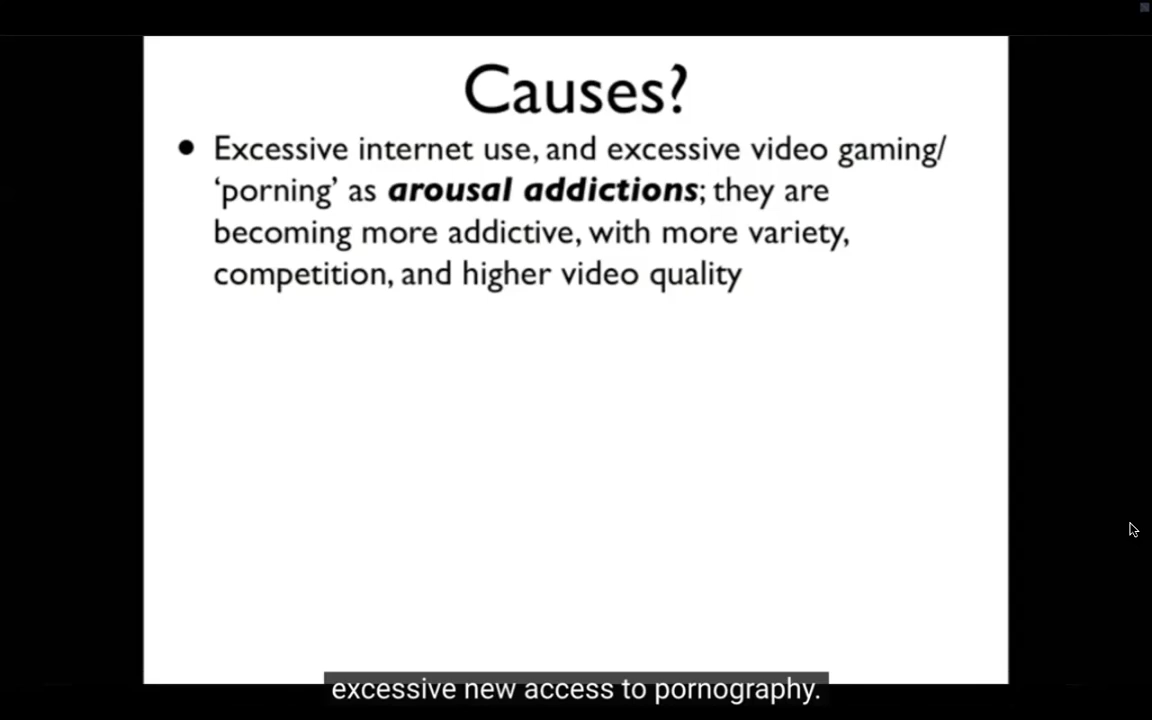 Causes?
• Excessive internet use, and excessive video gaming/
‘porning’ as arousal addictions; they are
becoming more addictive, with more variety,
competition, and higher video quality
excessive new access to pornography.